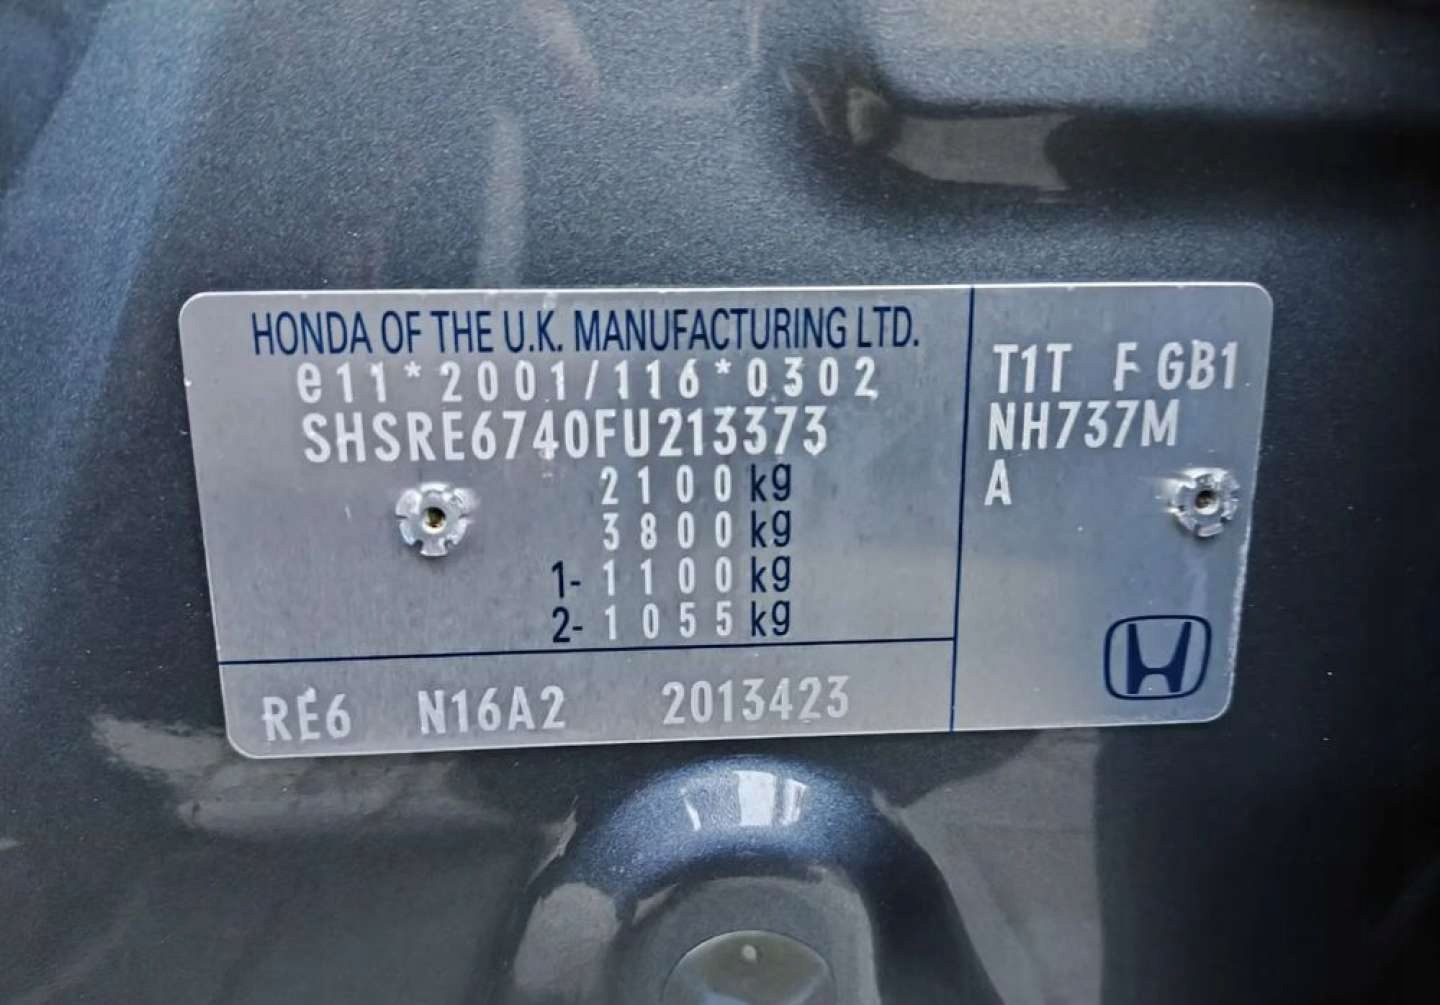 HONDA OF THE U.K. MANUFACTURING LTD.
e11*2001/116*0302
SHSRE6740FU213373
2100kg
3800kg
1-1100kg
2-1055kg
RE6 N16A2 2013423
T1T F GB1
NH737M
A